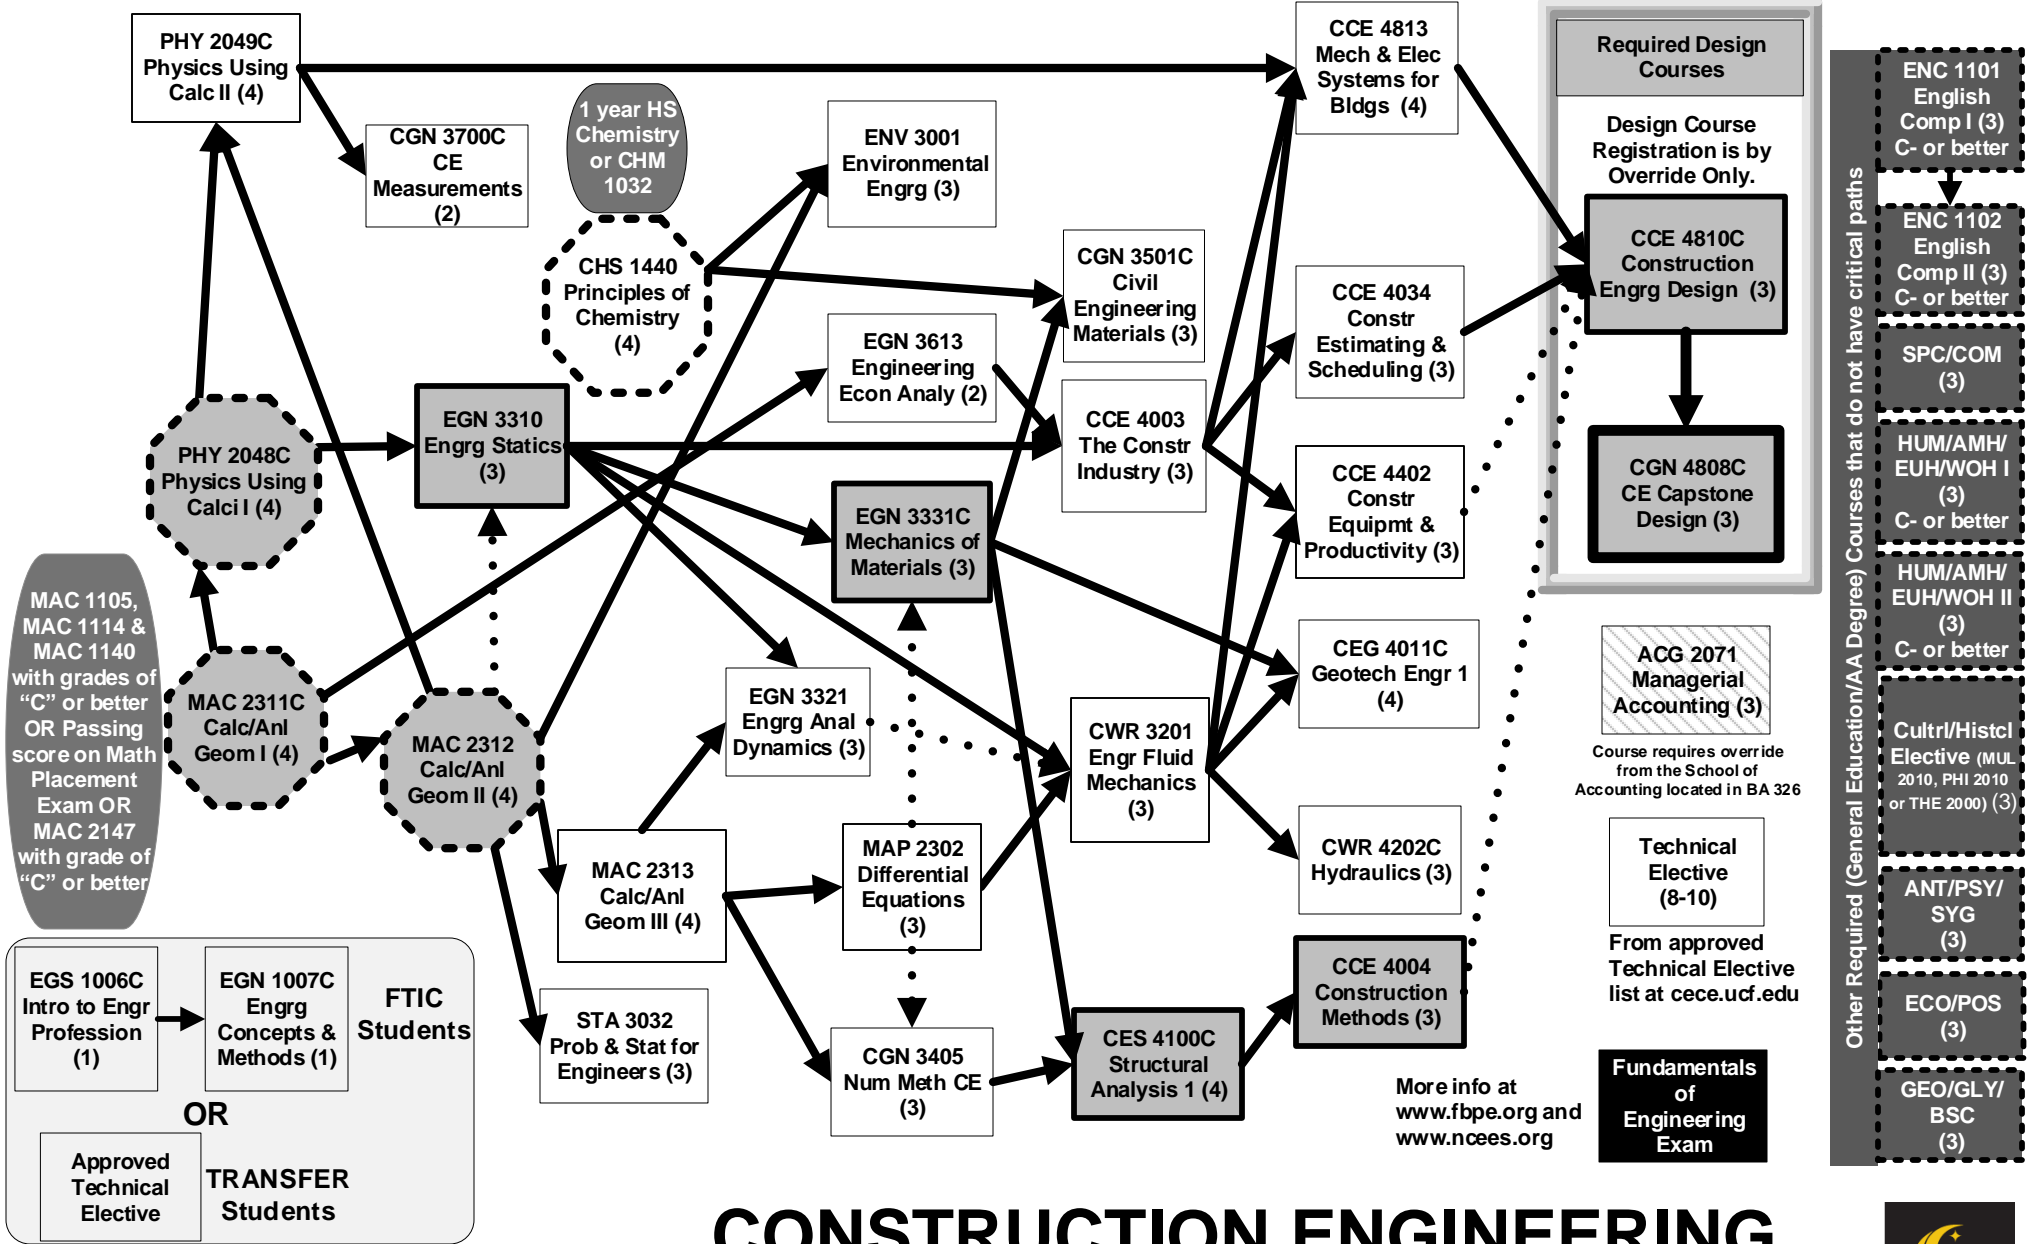 PHY 2049C
Physics Using
Calc II (4)
CGN 3700C
CE
Measurements
(2)
1 year HS
Chemistry
or CHM
1032
CHS 1440
Principles of
Chemistry
(4)
ENV 3001
Environmental
Engrg (3)
CGN 3501C
Civil
Engineering
Materials (3)
EGN 3613
Engineering
Econ Analy (2)
CCE 4003
The Constr
Industry (3)
CCE 4813
Mech & Elec
Systems for
Bldgs (4)
CCE 4034
Constr
Estimating &
Scheduling (3)
CCE 4402
Constr
Equipmt &
Productivity (3)
CEG 4011C
Geotech Engr 1
(4)
CWR 4202C
Hydraulics (3)
CCE 4004
Construction
Methods (3)
PHY 2048C
Physics Using
Calci I (4)
EGN 3310
Engrg Statics
(3)
EGN 3331C
Mechanics of
Materials (3)
MAC 1105,
MAC 1114 &
MAC 1140
with grades of
“C” or better
OR Passing
score on Math
Placement
Exam OR
MAC 2147
with grade of
“C” or better
MAC 2311C
Calc/Anl
Geom I (4)
MAC 2312
Calc/Anl
Geom II (4)
EGN 3321
Engrg Anal
Dynamics (3)
CWR 3201
Engr Fluid
Mechanics
(3)
MAC 2313
Calc/Anl
Geom III (4)
MAP 2302
Differential
Equations
(3)
STA 3032
Prob & Stat for
Engineers (3)
CGN 3405
Num Meth CE
(3)
CES 4100C
Structural
Analysis 1 (4)
EGS 1006C
Intro to Engr
Profession
(1)
EGN 1007C
Engrg
Concepts &
Methods (1)
FTIC
Students
OR
Approved
Technical
Elective
TRANSFER
Students
Required Design
Courses
Design Course
Registration is by
Override Only.
CCE 4810C
Construction
Engrg Design (3)
CGN 4808C
CE Capstone
Design (3)
ACG 2071
Managerial
Accounting (3)
Course requires override
from the School of
Accounting located in BA 326
Technical
Elective
(8-10)
From approved
Technical Elective
list at cece.ucf.edu
More info at
www.fbpe.org and
www.ncees.org
Fundamentals
of
Engineering
Exam
Other Required (General Education/AA Degree) Courses that do not have critical paths
ENC 1101
English
Comp I (3)
C- or better
ENC 1102
English
Comp II (3)
C- or better
SPC/COM
(3)
HUM/AMH/
EUH/WOH I
(3)
C- or better
HUM/AMH/
EUH/WOH II
(3)
C- or better
Cultrl/Histcl
Elective (MUL
2010, PHI 2010
or THE 2000) (3)
ANT/PSY/
SYG
(3)
ECO/POS
(3)
GEO/GLY/
BSC
(3)
CONSTRUCTION ENGINEERING